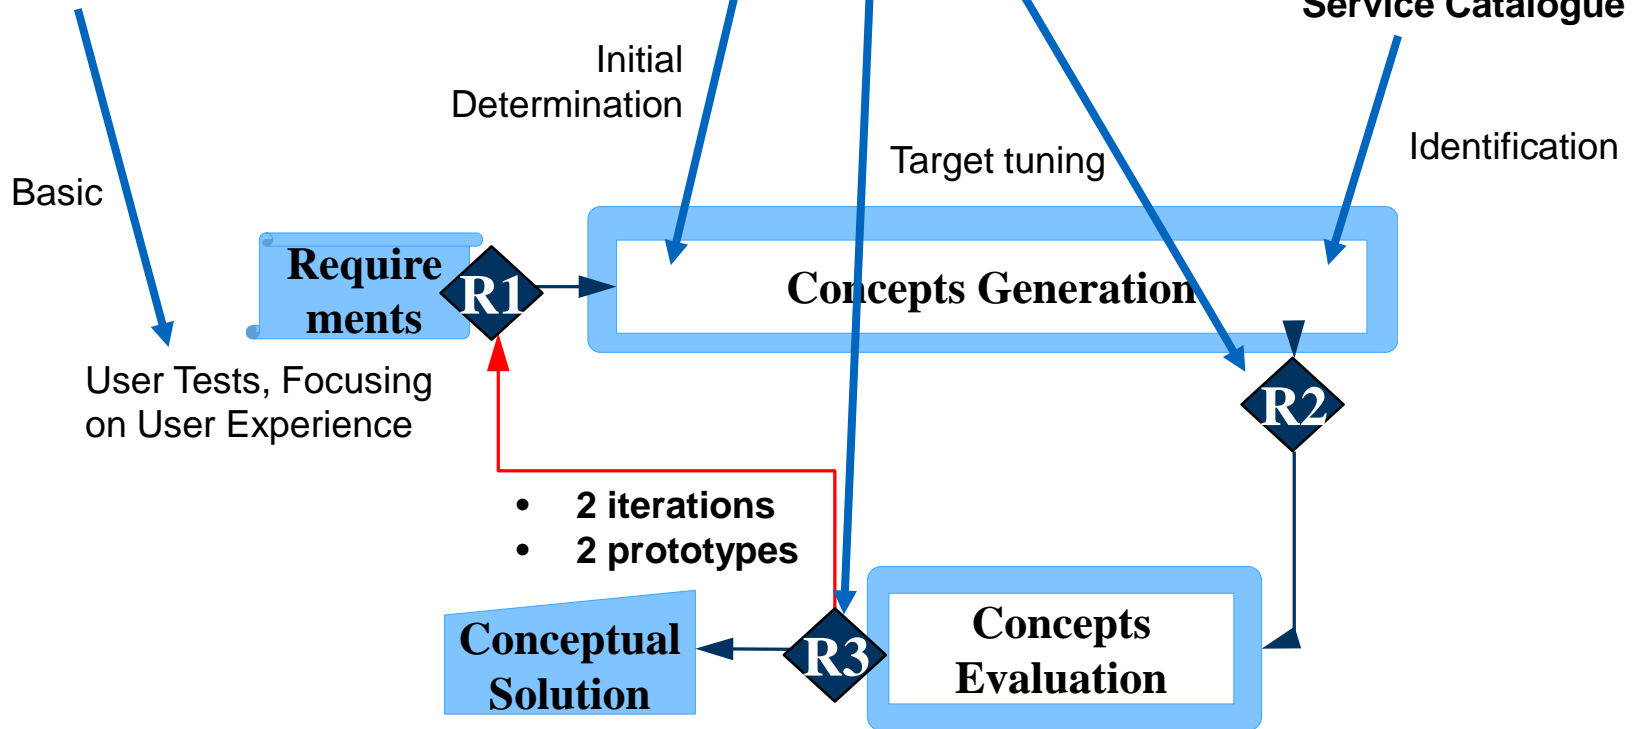 Service Catalogue
Initial
Determination
Identification
Target tuning
Basic
Require
ments
R1
Concepts Generation
User Tests, Focusing
on User Experience
R2
• 2 iterations
• 2 prototypes
Conceptual
Solution
R3
Concepts
Evaluation